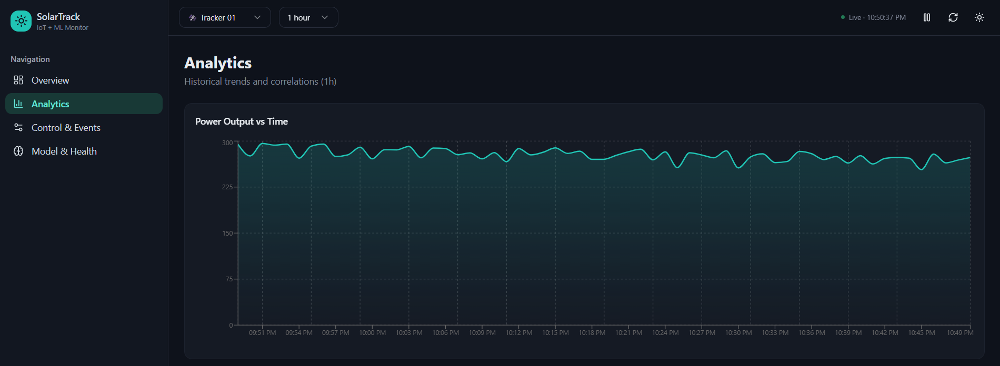 SolarTrack
IoT + ML Monitor
Navigation
Overview
Analytics
Control & Events
Model & Health
Tracker 01
1 hour
Live · 10:50:37 PM
Analytics
Historical trends and correlations (1h)
Power Output vs Time
300
225
150
75
0
09:51 PM 09:54 PM 09:57 PM 10:00 PM 10:03 PM 10:06 PM 10:09 PM 10:12 PM 10:15 PM 10:18 PM 10:21 PM 10:24 PM 10:27 PM 10:30 PM 10:33 PM 10:36 PM 10:39 PM 10:42 PM 10:45 PM 10:49 PM